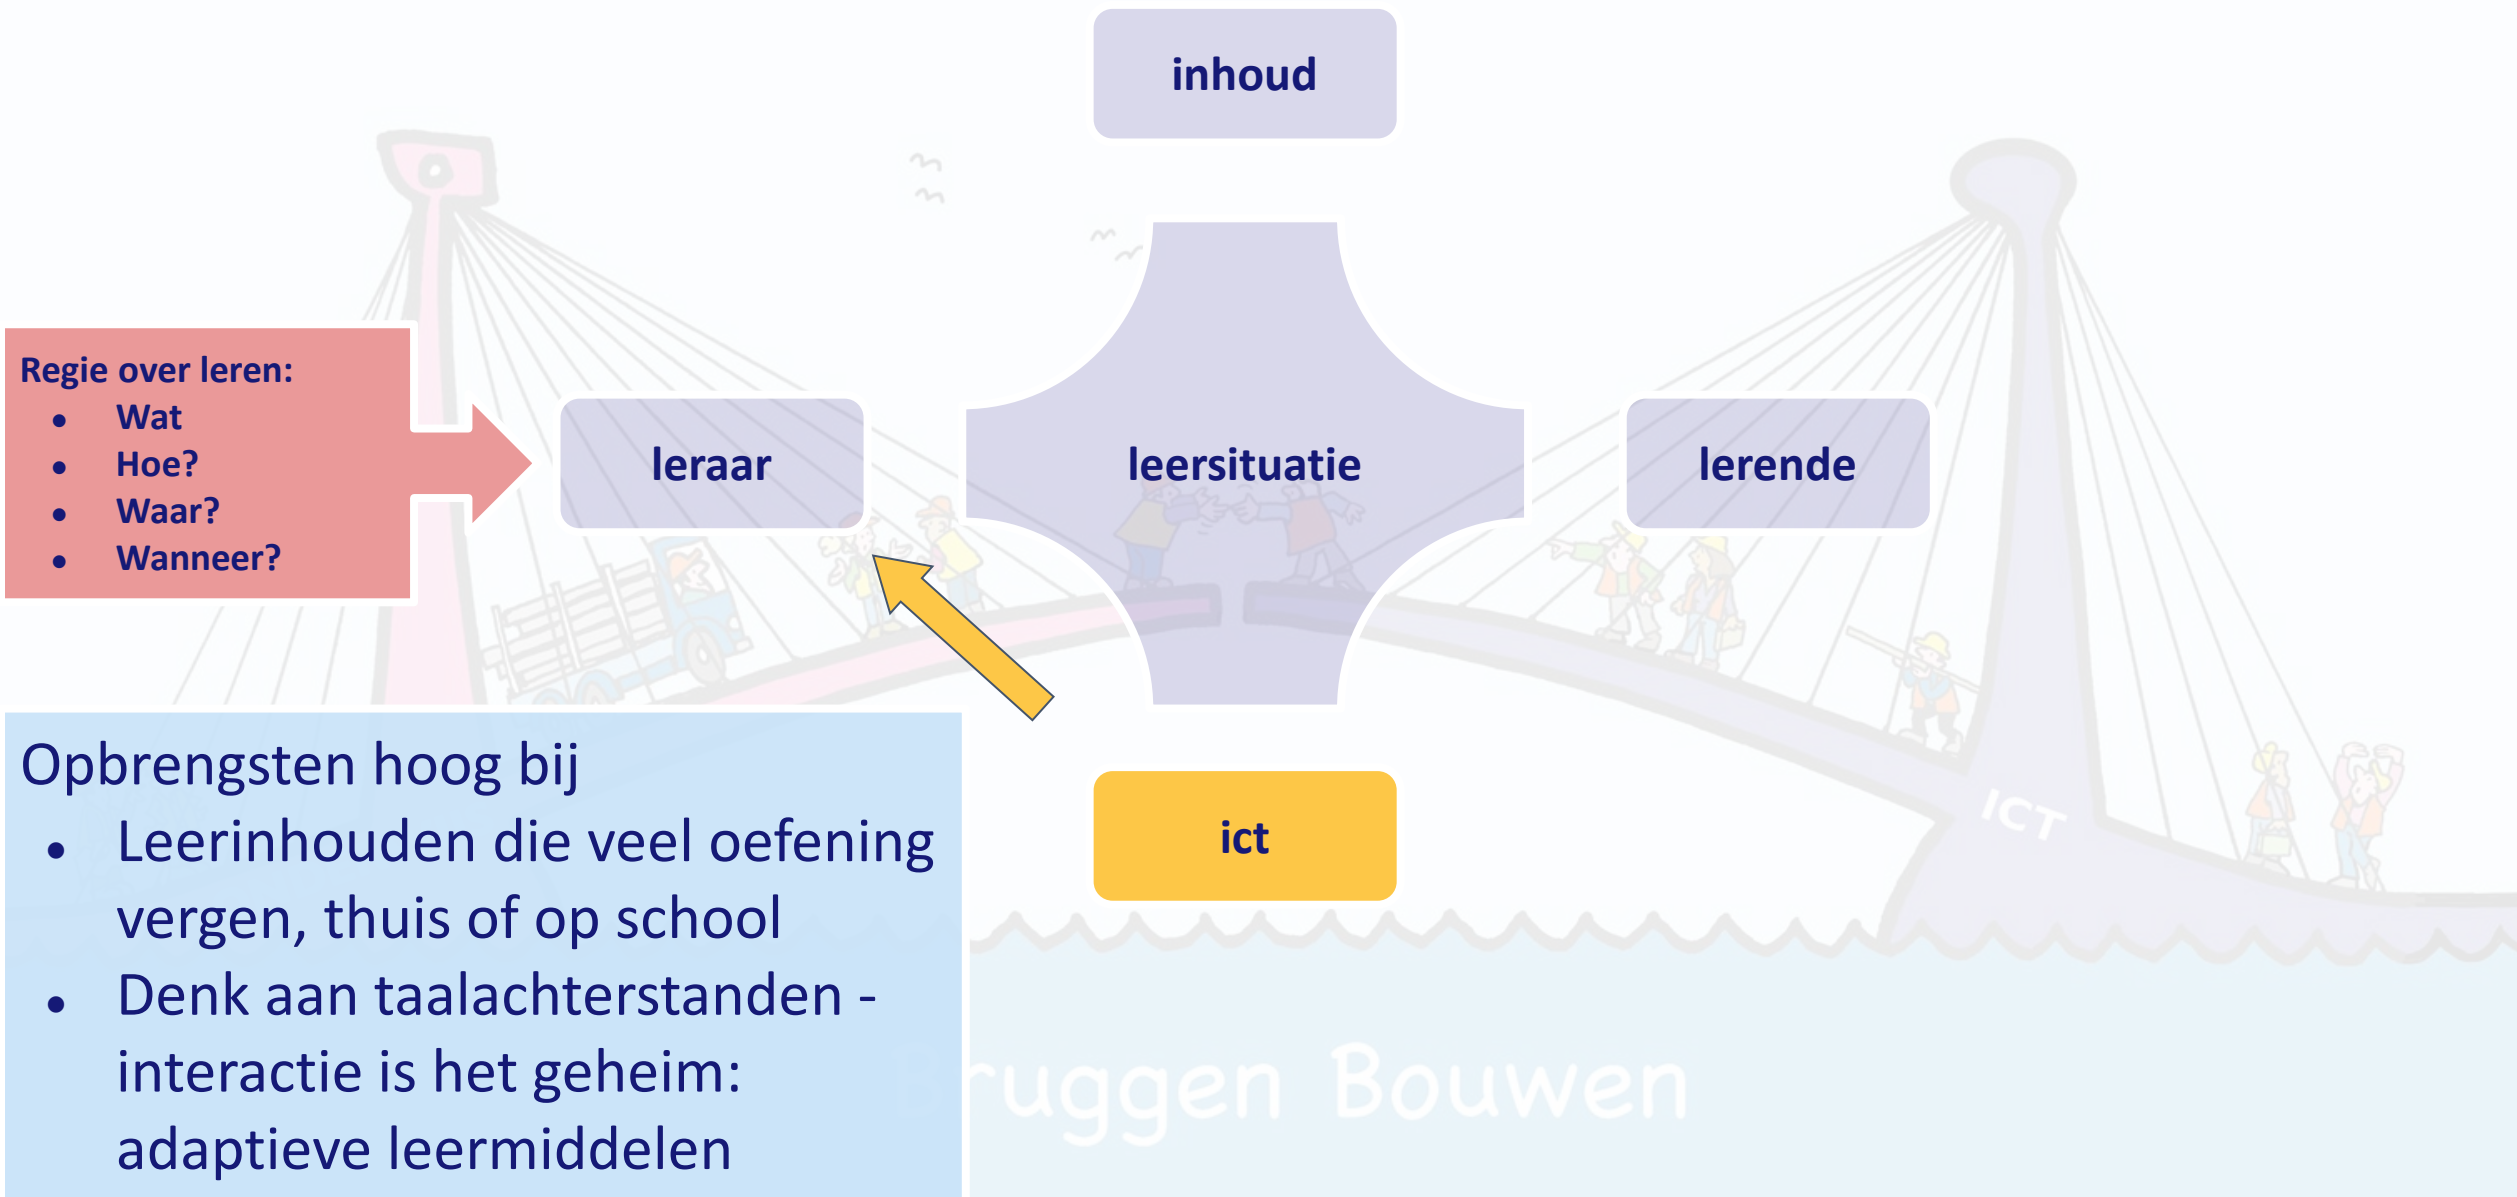 inhoud
Regie over leren:
● Wat
● Hoe?
● Waar?
● Wanneer?
leraar
leersituatie
lerende
ict
ICT
Opbrengsten hoog bij
● Leerinhouden die veel oefening
vergen, thuis of op school
● Denk aan taalachterstanden -
interactie is het geheim:
adaptieve leermiddelen
ruggen Bouwen